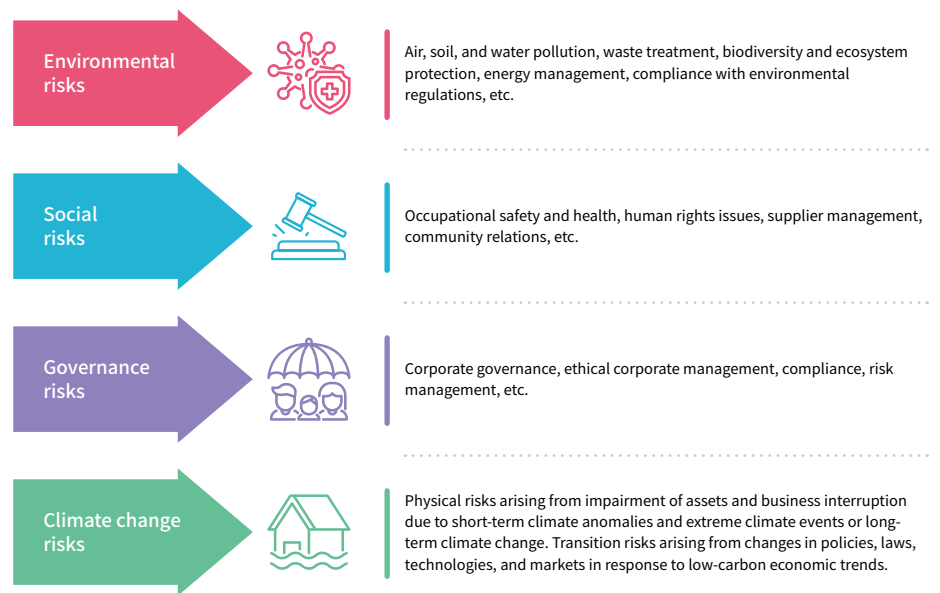 Environmental
risks
Air, soil, and water pollution, waste treatment, biodiversity and ecosystem
protection, energy management, compliance with environmental
regulations, etc.
Social
risks
Occupational safety and health, human rights issues, supplier management,
community relations, etc.
Governance
risks
Corporate governance, ethical corporate management, compliance, risk
management, etc.
Climate change
risks
Physical risks arising from impairment of assets and business interruption
due to short-term climate anomalies and extreme climate events or long-
term climate change. Transition risks arising from changes in policies, laws,
technologies, and markets in response to low-carbon economic trends.